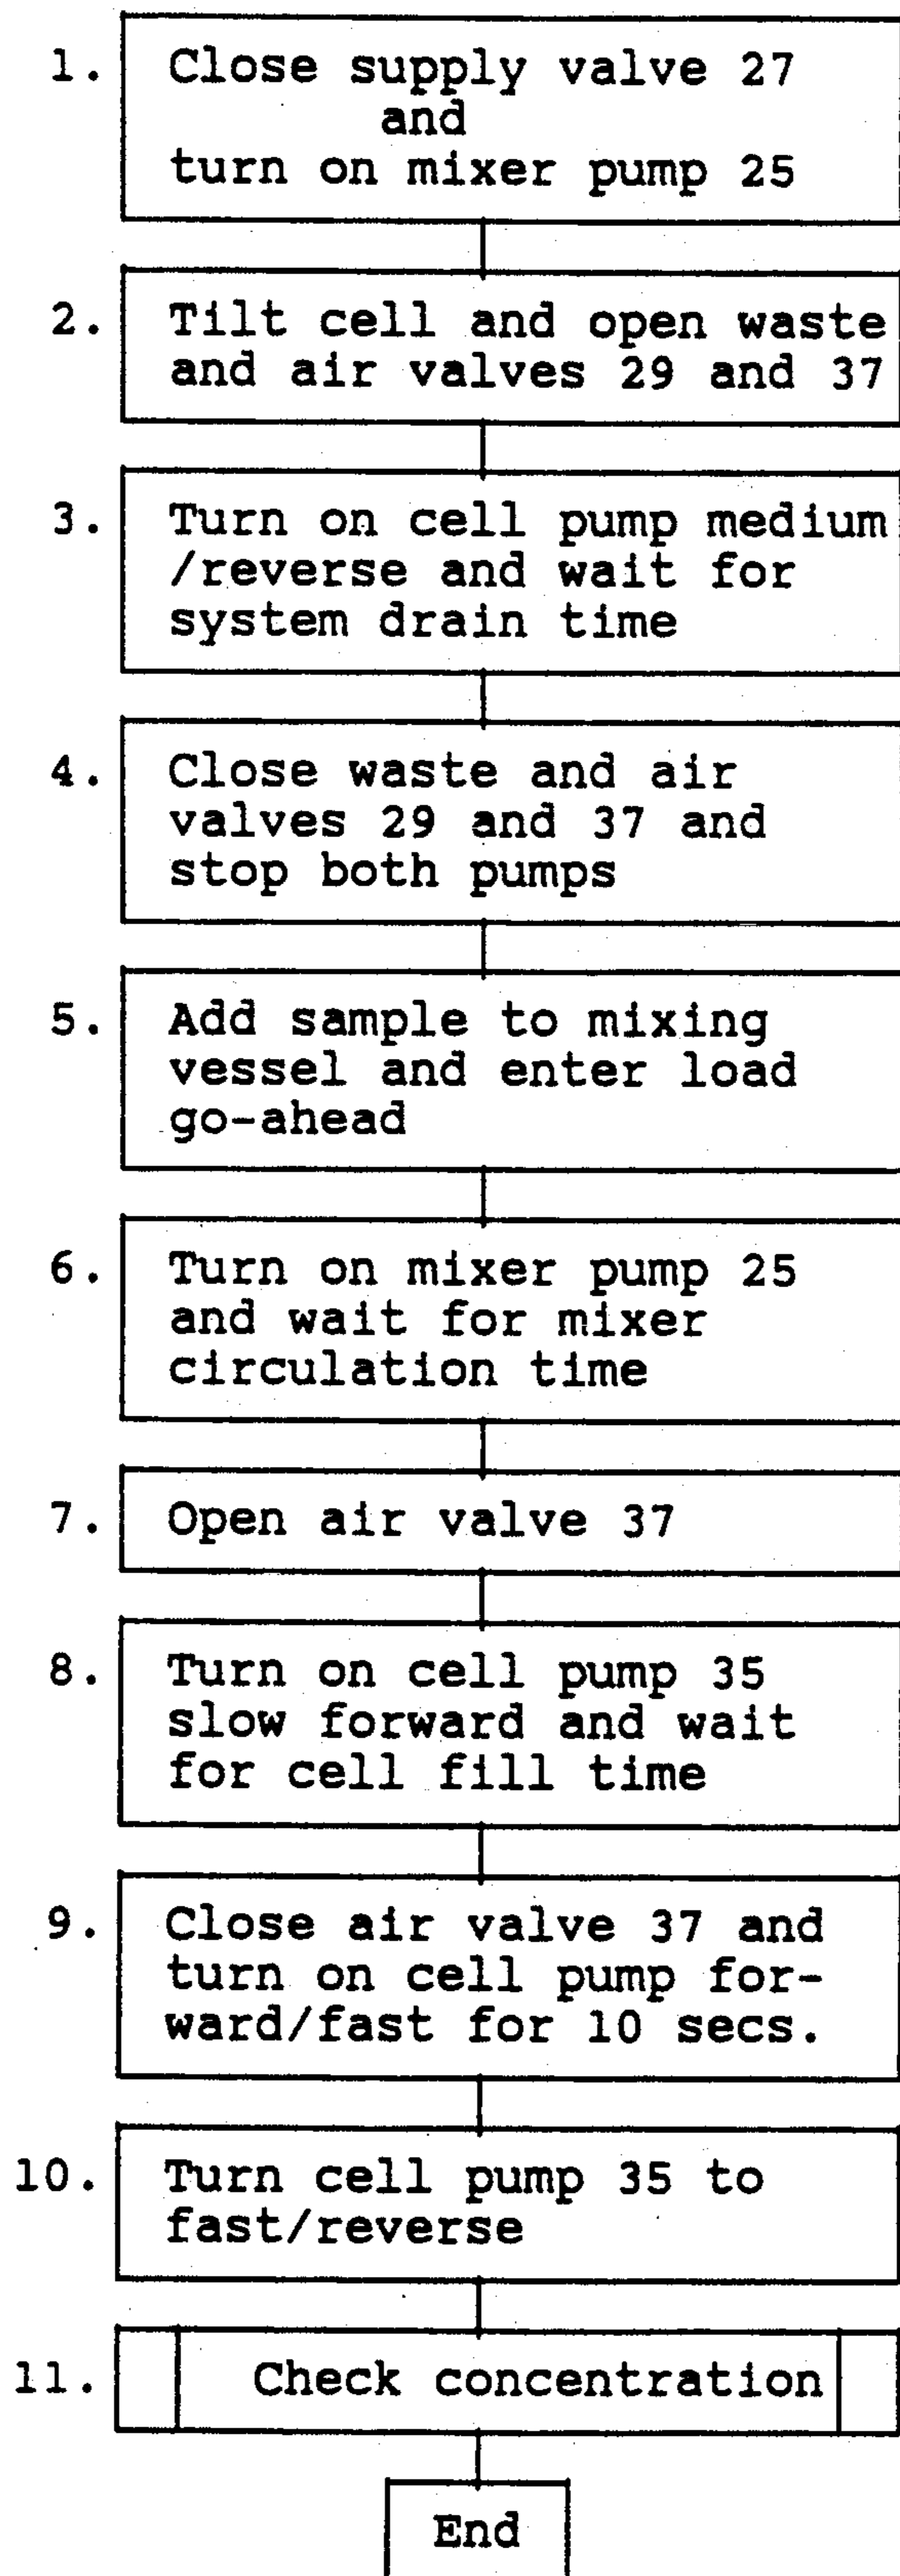 1. Close supply valve 27
and
turn on mixer pump 25
2. Tilt cell and open waste
and air valves 29 and 37
3. Turn on cell pump medium
/reverse and wait for
system drain time
4. Close waste and air
valves 29 and 37 and
stop both pumps
5. Add sample to mixing
vessel and enter load
go-ahead
6. Turn on mixer pump 25
and wait for mixer
circulation time
7. Open air valve 37
8. Turn on cell pump 35
slow forward and wait
for cell fill time
9. Close air valve 37 and
turn on cell pump for-
ward/fast for 10 secs.
10. Turn cell pump 35 to
fast/reverse
11. Check concentration
End